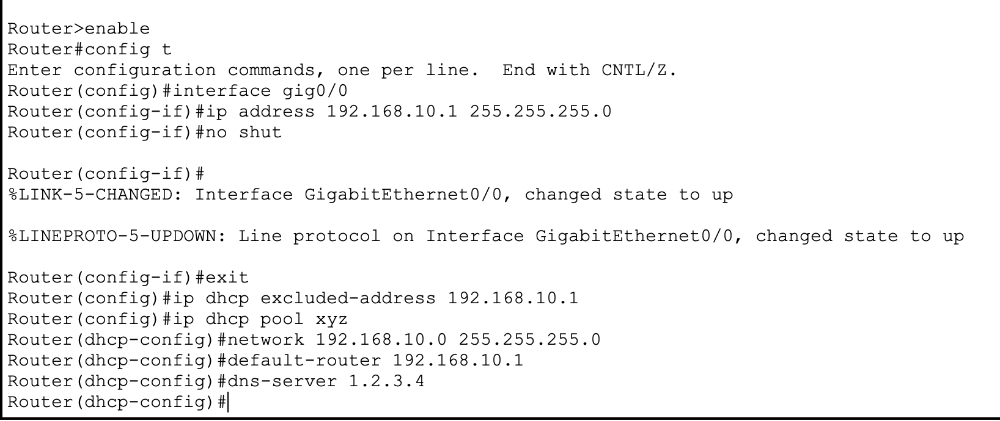 Router>enable
Router#config t
Enter configuration commands, one per line.  End with CNTL/Z.
Router(config)#interface gig0/0
Router(config-if)#ip address 192.168.10.1 255.255.255.0
Router(config-if)#no shut
Router(config-if)#
%LINK-5-CHANGED: Interface GigabitEthernet0/0, changed state to up
%LINEPROTO-5-UPDOWN: Line protocol on Interface GigabitEthernet0/0, changed state to up
Router(config-if)#exit
Router(config)#ip dhcp excluded-address 192.168.10.1
Router(config)#ip dhcp pool xyz
Router(dhcp-config)#network 192.168.10.0 255.255.255.0
Router(dhcp-config)#default-router 192.168.10.1
Router(dhcp-config)#dns-server 1.2.3.4
Router(dhcp-config)#